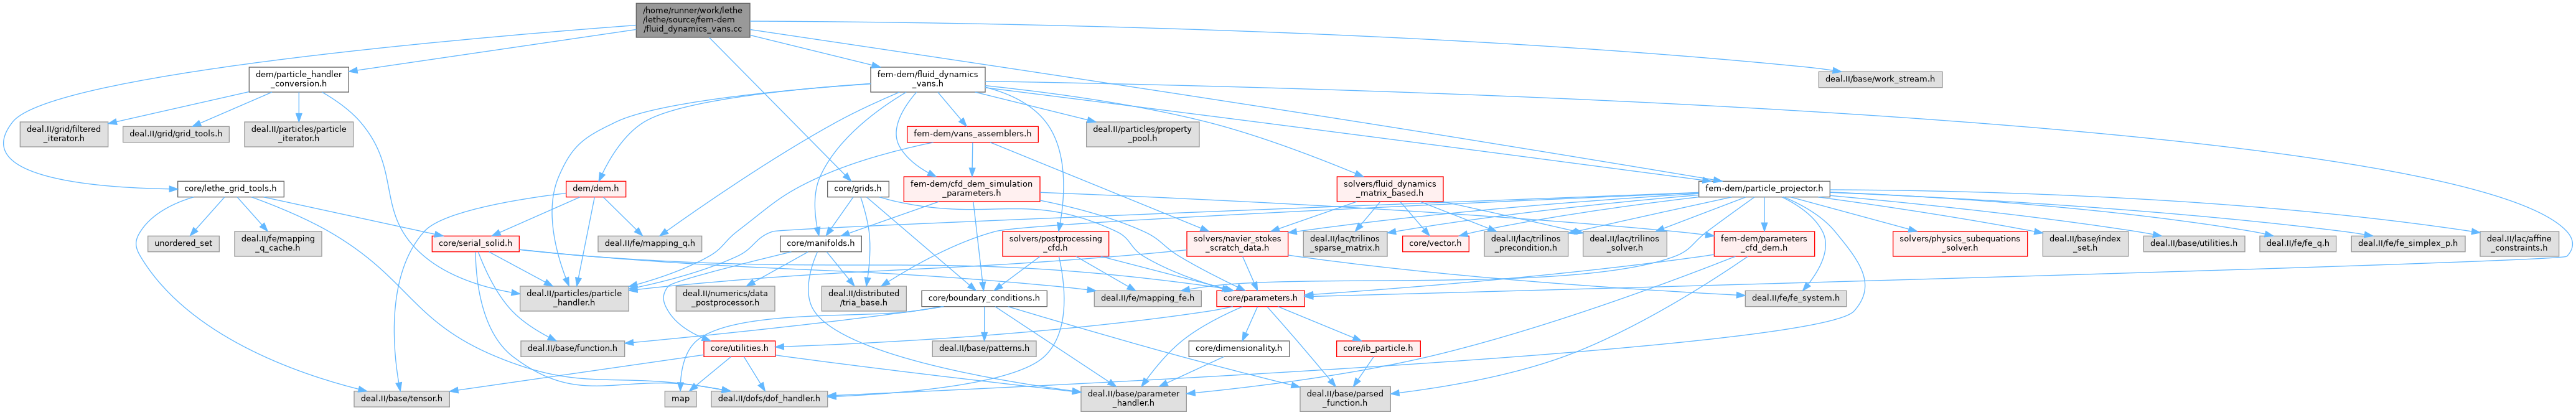 /home/runner/work/lethe
/lethe/source/fem-dem
/fluid_dynamics_vans.cc
dem/particle_handler
_conversion.h
fem-dem/fluid_dynamics
_vans.h
deal.II/base/work_stream.h
deal.II/grid/filtered
_iterator.h
deal.II/grid/grid_tools.h
deal.II/particles/particle
_iterator.h
fem-dem/vans_assemblers.h
deal.II/particles/property
_pool.h
core/lethe_grid_tools.h
dem/dem.h
fem-dem/cfd_dem_simulation
_parameters.h
core/grids.h
solvers/fluid_dynamics
_matrix_based.h
fem-dem/particle_projector.h
unordered_set
deal.II/fe/mapping
_q_cache.h
core/serial_solid.h
deal.II/fe/mapping_q.h
core/manifolds.h
solvers/postprocessing
_cfd.h
solvers/navier_stokes
_scratch_data.h
deal.II/lac/trilinos
_sparse_matrix.h
core/vector.h
deal.II/lac/trilinos
_precondition.h
deal.II/lac/trilinos
_solver.h
fem-dem/parameters
_cfd_dem.h
solvers/physics_subequations
_solver.h
deal.II/base/index
_set.h
deal.II/base/utilities.h
deal.II/fe/fe_q.h
deal.II/fe/fe_simplex_p.h
deal.II/lac/affine
_constraints.h
deal.II/particles/particle
_handler.h
deal.II/numerics/data
_postprocessor.h
deal.II/distributed
/tria_base.h
core/boundary_conditions.h
deal.II/fe/mapping_fe.h
core/parameters.h
deal.II/fe/fe_system.h
deal.II/base/function.h
core/utilities.h
deal.II/base/patterns.h
core/dimensionality.h
core/ib_particle.h
deal.II/base/tensor.h
map
deal.II/dofs/dof_handler.h
deal.II/base/parameter
_handler.h
deal.II/base/parsed
_function.h